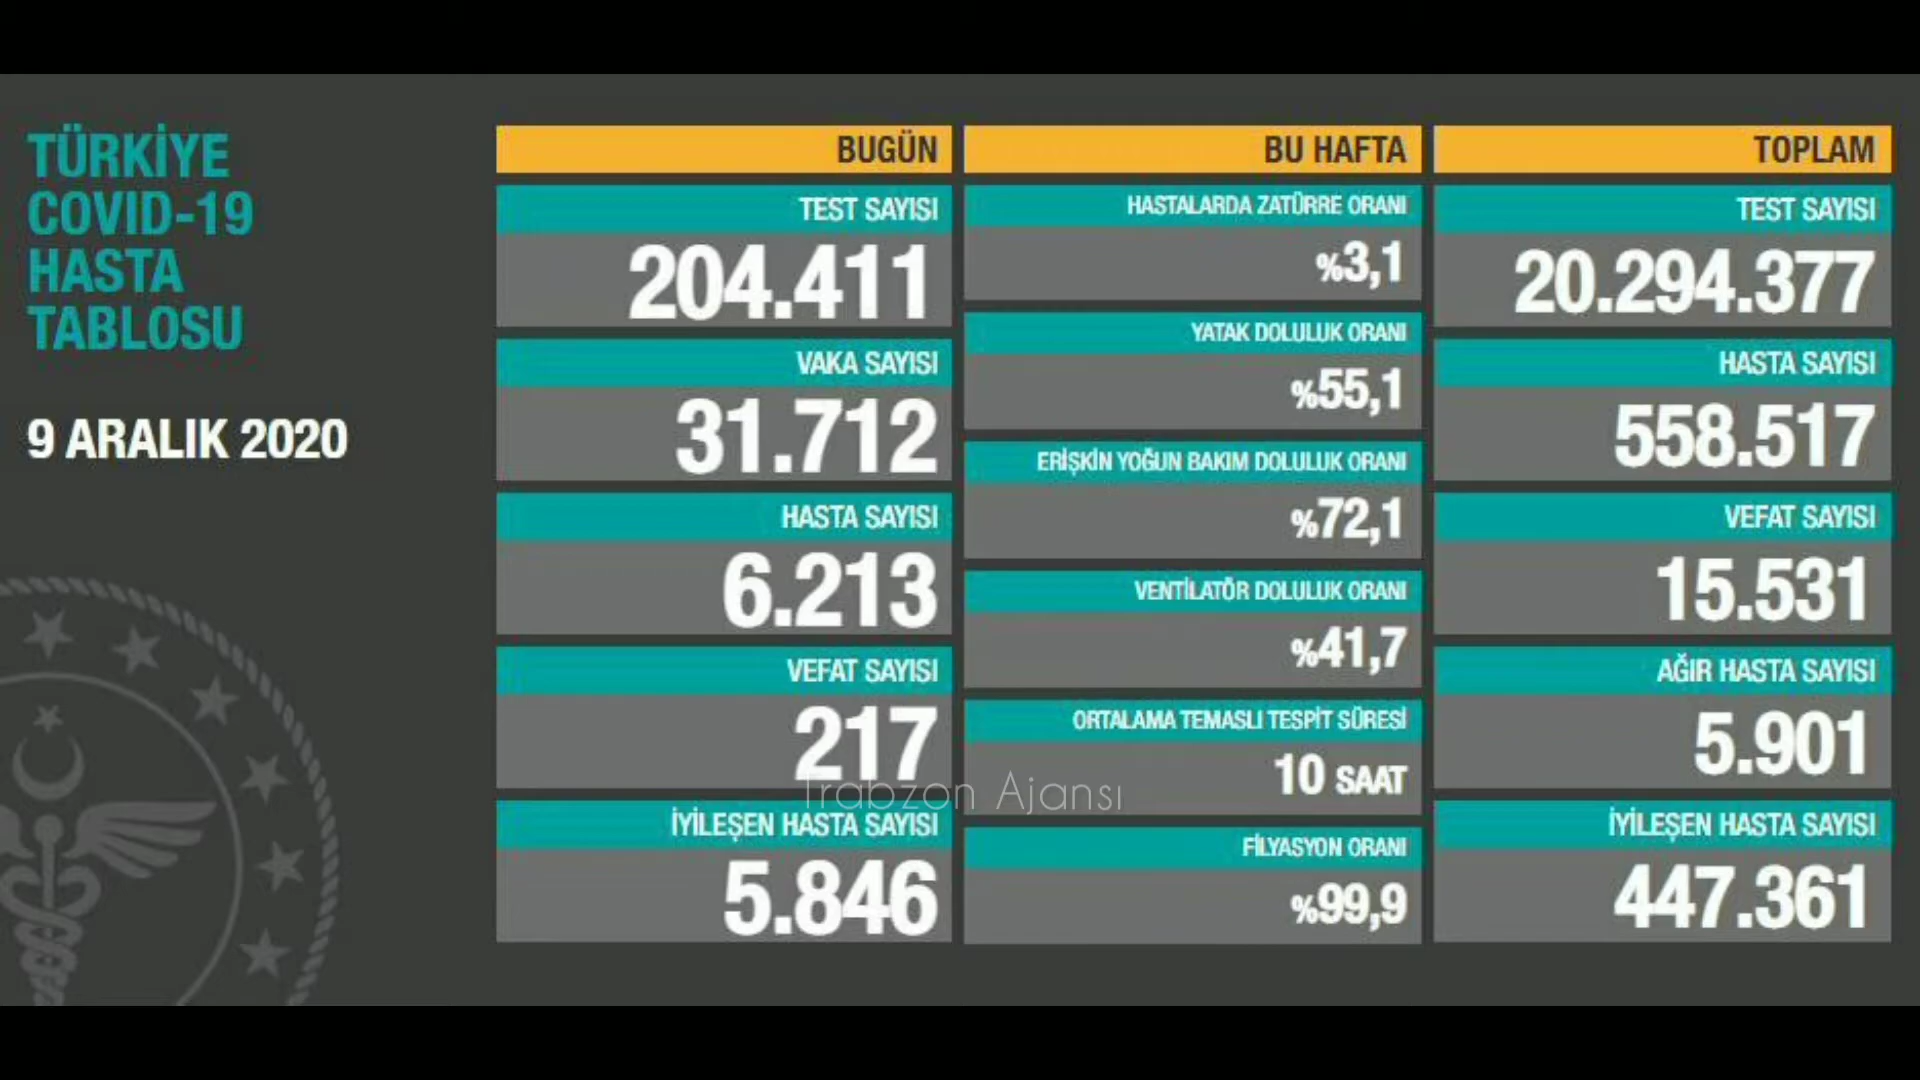 TÜRKİYE
COVID-19
HASTA
TABLOSU
9 ARALIK 2020
BUGÜN
TEST SAYISI
204.411
VAKA SAYISI
31.712
HASTA SAYISI
6.213
VEFAT SAYISI
217
İYİLEŞEN HASTA SAYISI
5.846
BU HAFTA
HASTALARDA ZATÜRRE ORANI
%3,1
YATAK DOLULUK ORANI
%55,1
ERİŞKİN YOĞUN BAKIM DOLULUK ORANI
%72,1
VENTİLATÖR DOLULUK ORANI
%41,7
ORTALAMA TEMASLI TESPİT SÜRESİ
10 SAAT
FİLYASYON ORANI
%99,9
TOPLAM
TEST SAYISI
20.294.377
HASTA SAYISI
558.517
VEFAT SAYISI
15.531
AĞIR HASTA SAYISI
5.901
İYİLEŞEN HASTA SAYISI
447.361
Trabzon Ajansı